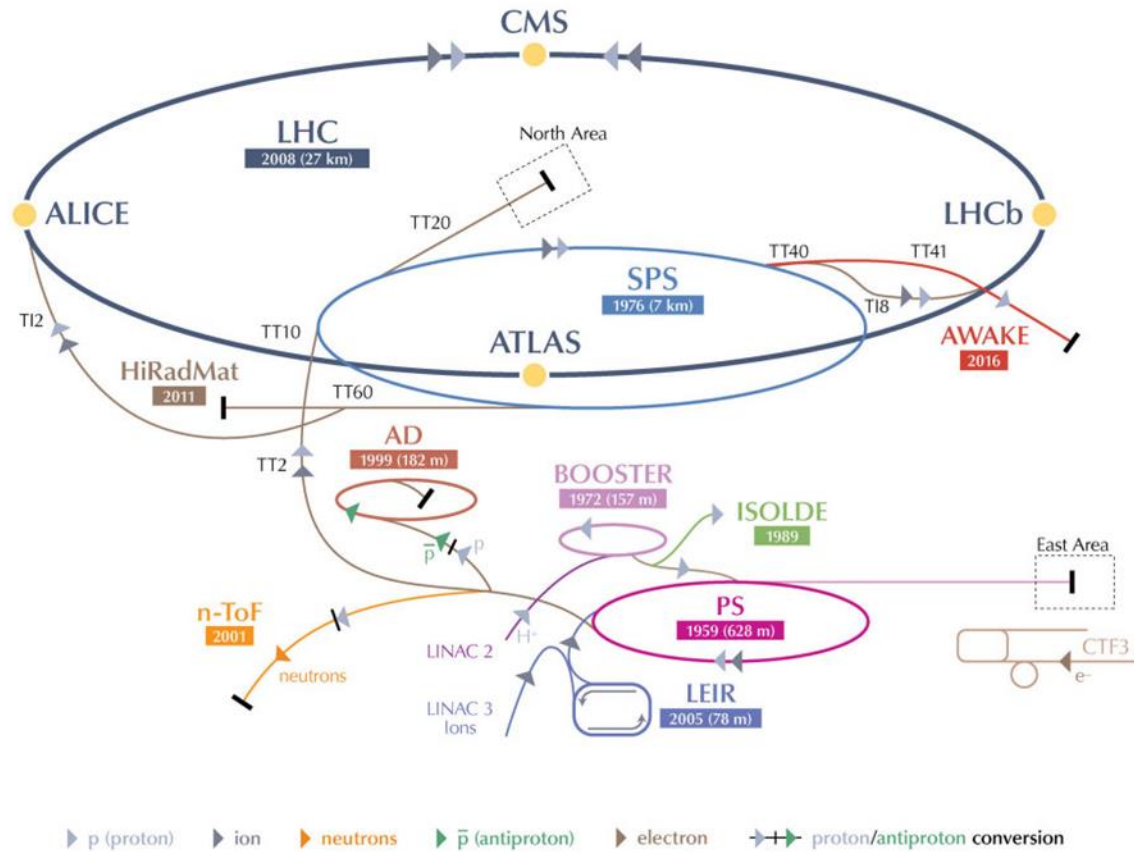 CMS
LHC
2008 (27 km)
North Area
ALICE
TT20
LHCb
TT40
TT41
SPS
1976 (7 km)
TI8
TI2
TT10
ATLAS
AWAKE
2016
HiRadMat
2011
TT60
AD
1999 (182 m)
TT2
BOOSTER
1972 (157 m)
ISOLDE
1989
p̅
p
East Area
n-ToF
2001
PS
1959 (628 m)
H+
LINAC 2
neutrons
CTF3
e-
LEIR
2005 (78 m)
LINAC 3
Ions
p (proton)
ion
neutrons
p̅ (antiproton)
electron
proton/antiproton conversion